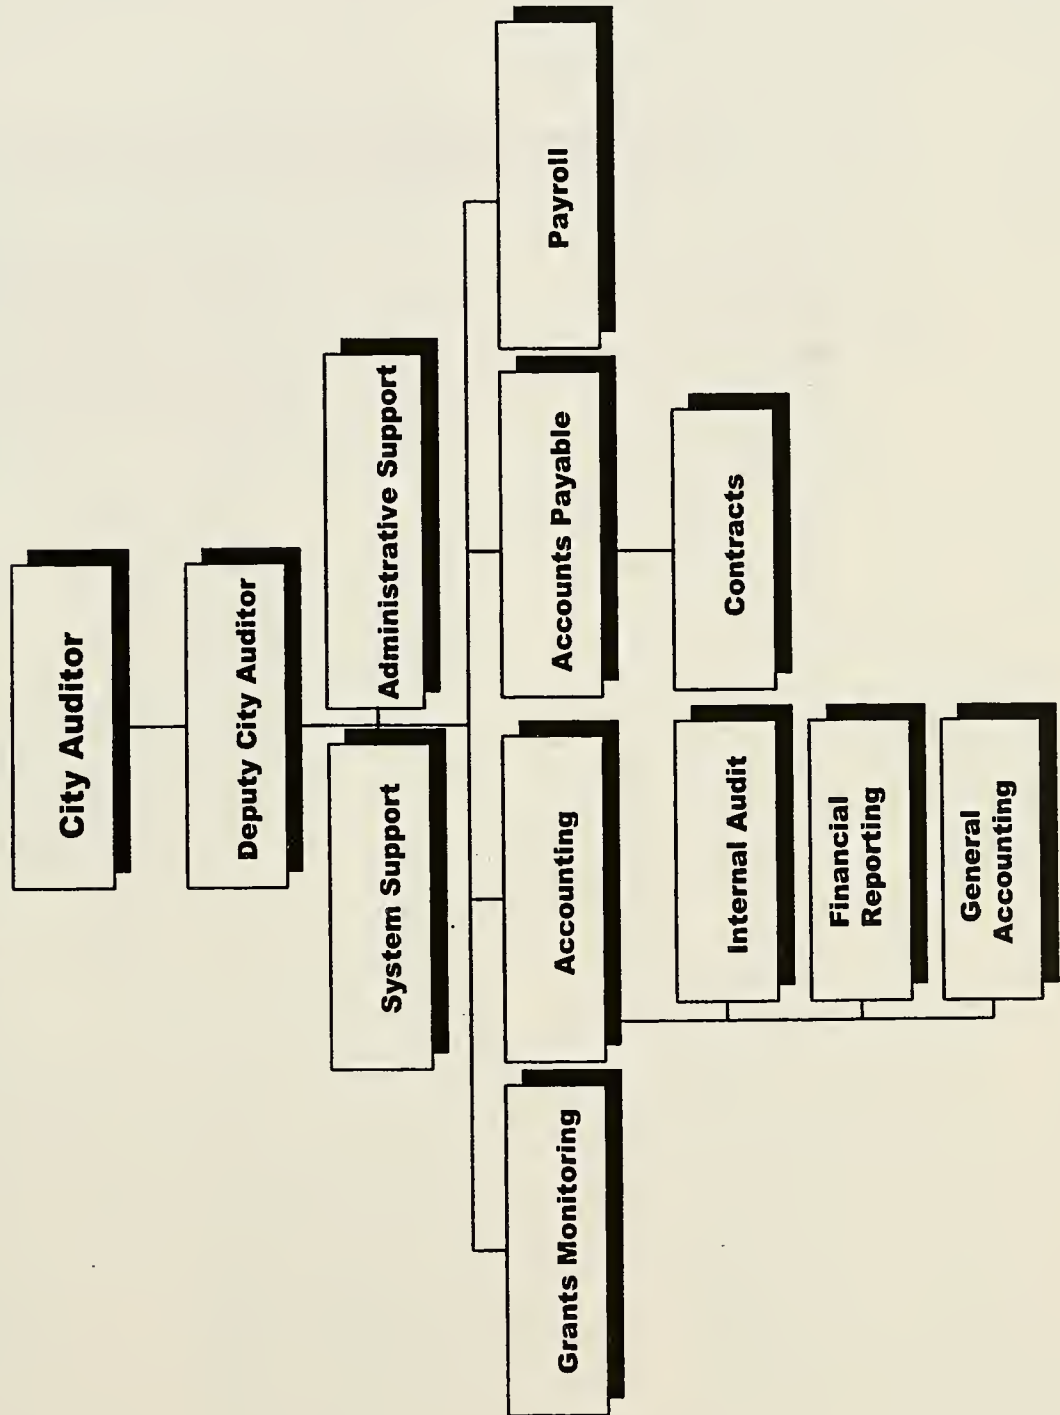 City Auditor
Deputy City Auditor
System Support
Administrative Support
Grants Monitoring
Accounting
Accounts Payable
Payroll
Internal Audit
Financial
Reporting
General
Accounting
Contracts